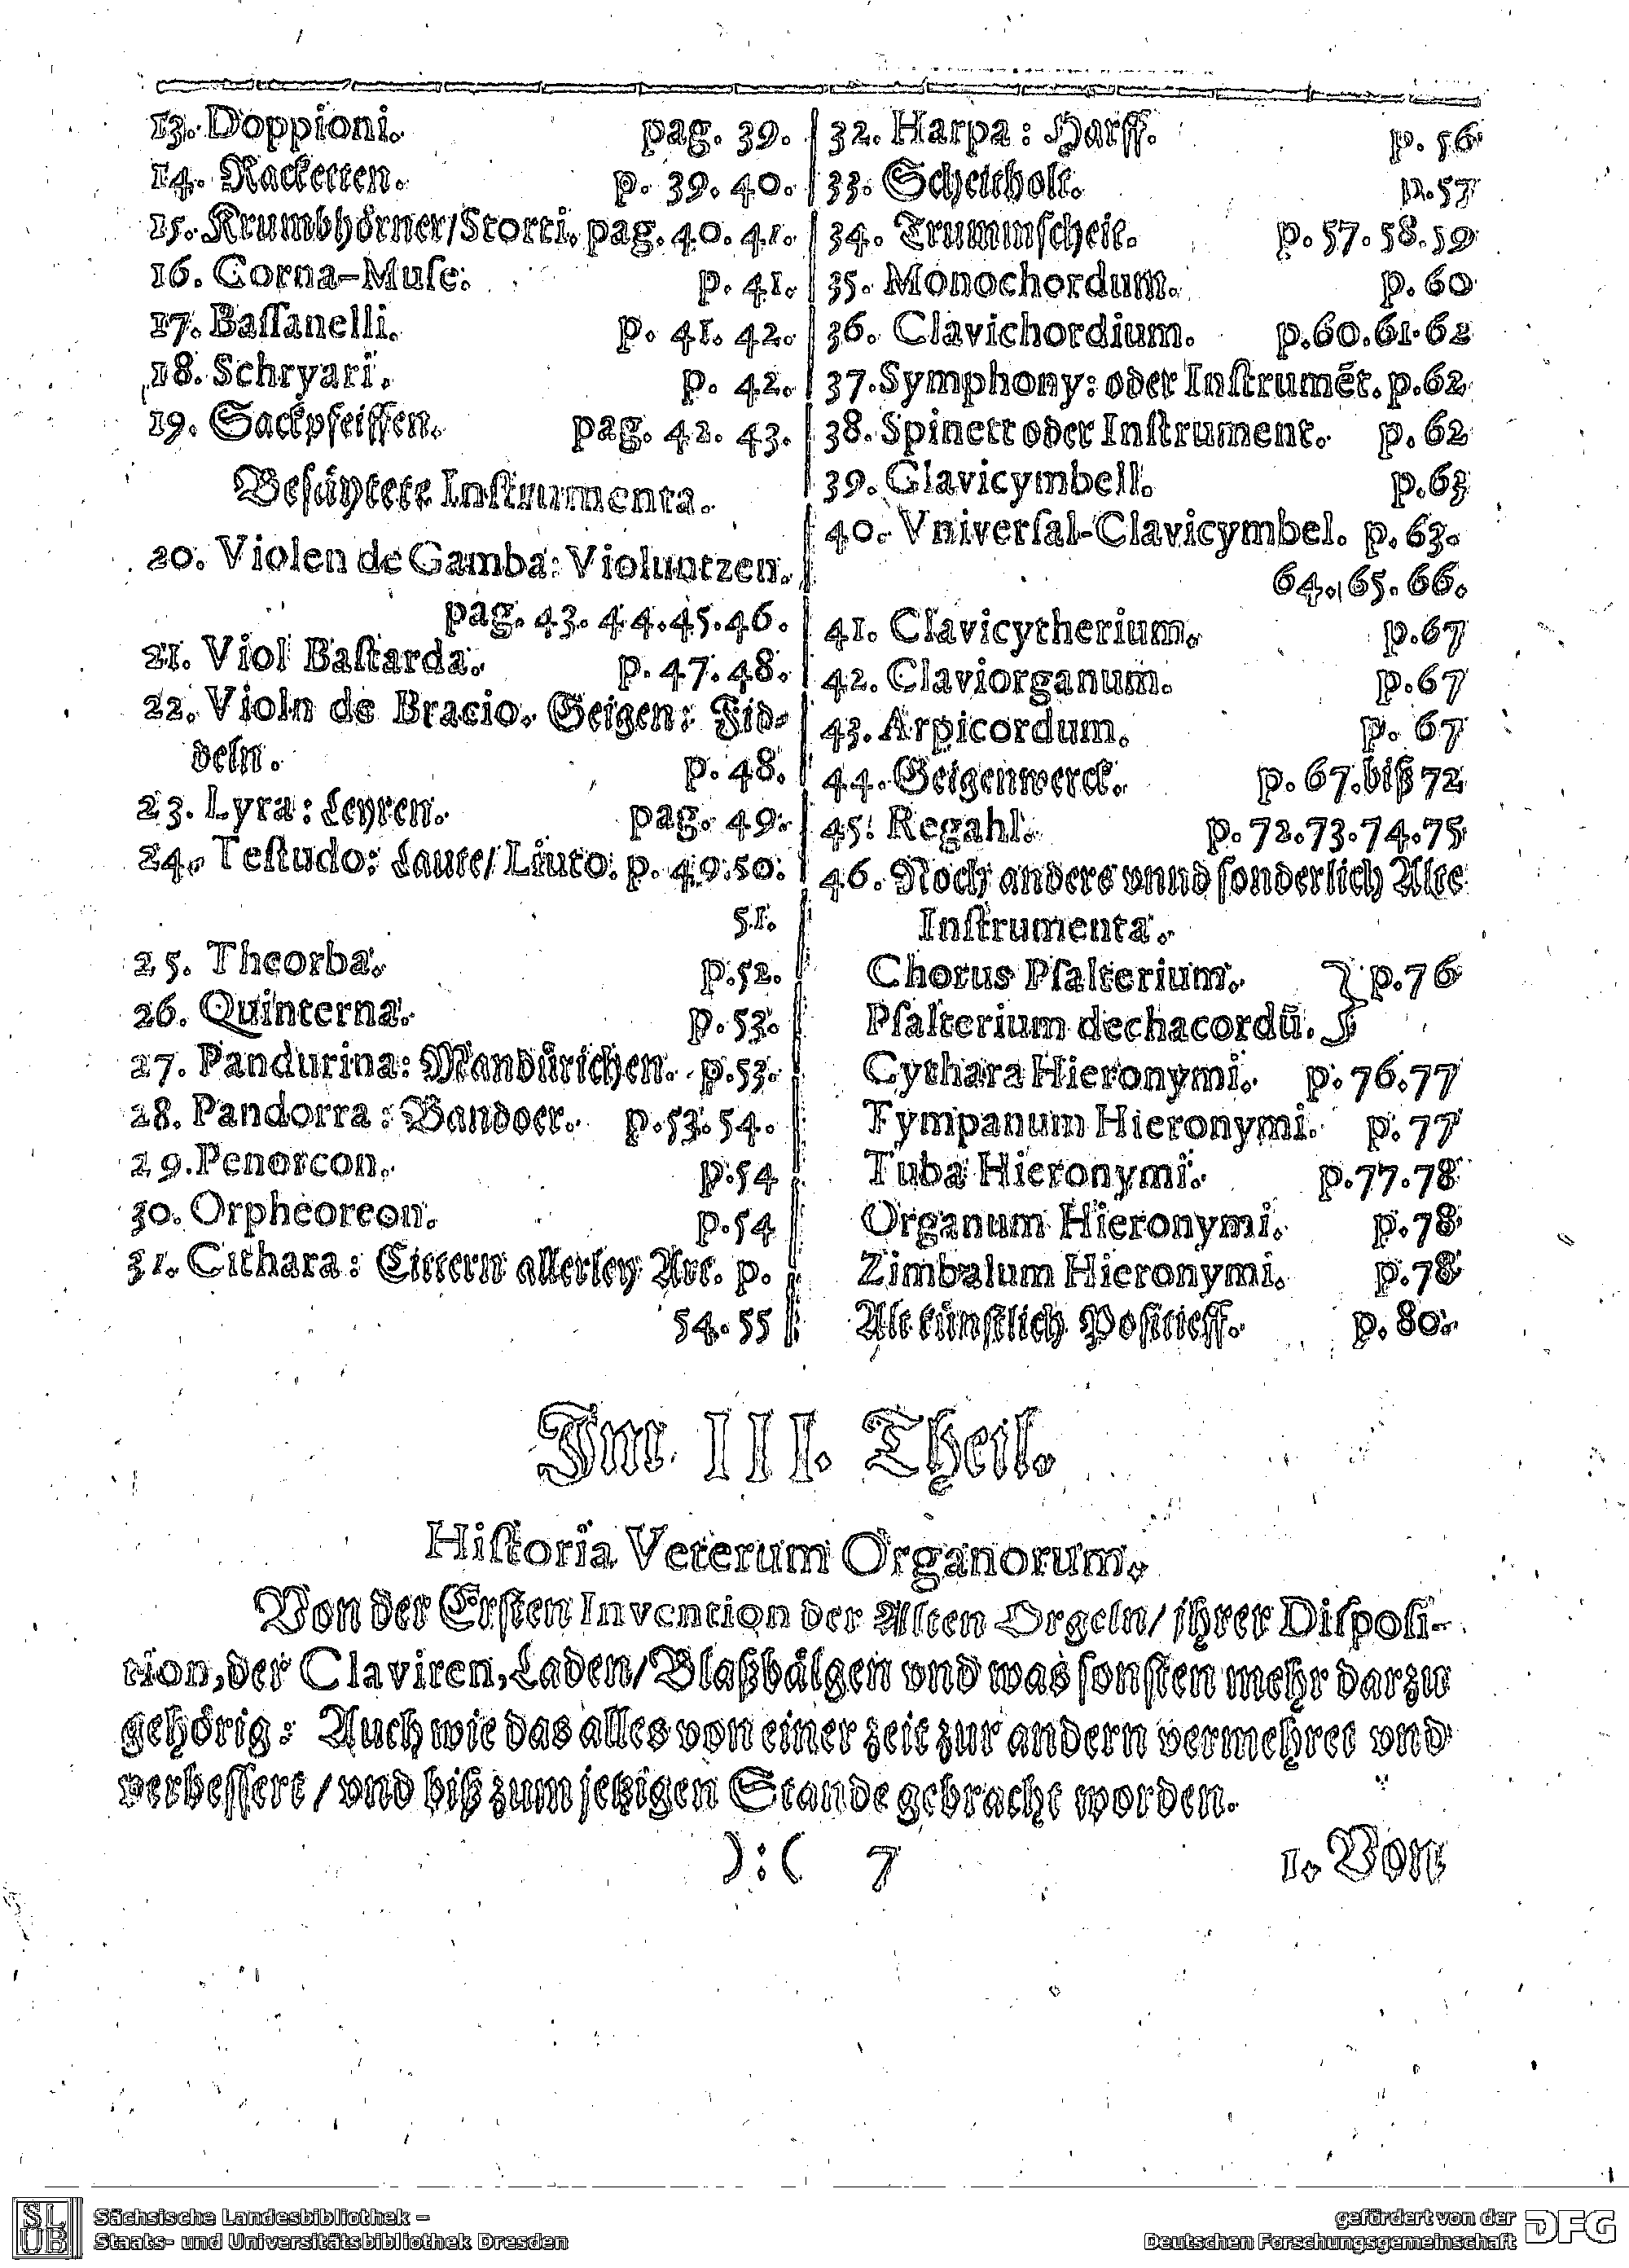 13. Doppioni. pag. 39.
14. Racketten. p. 39. 40.
15. Krumbhörner/Storti. pag. 40. 41.
16. Corna-Muſe. p. 41.
17. Baſſanelli. p. 41. 42.
18. Schryari. p. 42.
19. Sackpfeiffen. pag. 42. 43.
Beſäytete Inſtrumenta.
20. Violen de Gamba: Violuntzen.
pag. 43. 44. 45. 46.
21. Viol Baſtarda. p. 47. 48.
22. Violn de Bracio. Geigen: Fid-
deln. p. 48.
23. Lyra: Leyren. pag. 49.
24. Teſtudo: Laute/ Liuto. p. 49. 50.
51.
25. Theorba. p. 52.
26. Quinterna. p. 53.
27. Pandurina: Mandürichen. p. 53.
28. Pandorra: Bandoer. p. 53. 54.
29. Penorcon. p. 54
30. Orpheoreon. p. 54
31. Cithara: Cittern allerley Art. p.
54. 55
32. Harpa: Harff. p. 56
33. Scheitholt. p. 57
34. Trummſcheit. p. 57. 58. 59
35. Monochordum. p. 60
36. Clavichordium. p. 60. 61. 62
37. Symphony: oder Inſtrumēt. p. 62
38. Spinett oder Inſtrument. p. 62
39. Clavicymbell. p. 63
40. Vniverſal-Clavicymbel. p. 63.
64. 65. 66.
41. Clavicytherium. p. 67
42. Claviorganum. p. 67
43. Arpicordum. p. 67
44. Geigenwerck. p. 67. biß 72
45. Regahl. p. 72. 73. 74. 75
46. Noch andere vnnd ſonderlich Alte
Inſtrumenta.
Chorus Pſalterium. } p. 76
Pſalterium dechacordū.
Cythara Hieronymi. p. 76. 77
Tympanum Hieronymi. p. 77
Tuba Hieronymi. p. 77. 78
Organum Hieronymi. p. 78
Zimbalum Hieronymi. p. 78
Alt künſtlich Poſitieff. p. 80.
Im III. Theil.
Hiſtoria Veterum Organorum.
Von der Erſten Invention der Alten Orgeln/ jhrer Diſpoſi-
tion, der Claviren, Laden/ Blaßbälgen vnd was ſonſten mehr darzu
gehörig: Auch wie das alles von einer zeit zur andern vermehret vnd
verbeſſert / vnd biß zum jetzigen Stande gebracht worden.
):( 7 1. Von
SLUB Sächsische Landesbibliothek –
Staats- und Universitätsbibliothek Dresden
gefördert von der
Deutschen Forschungsgemeinschaft DFG